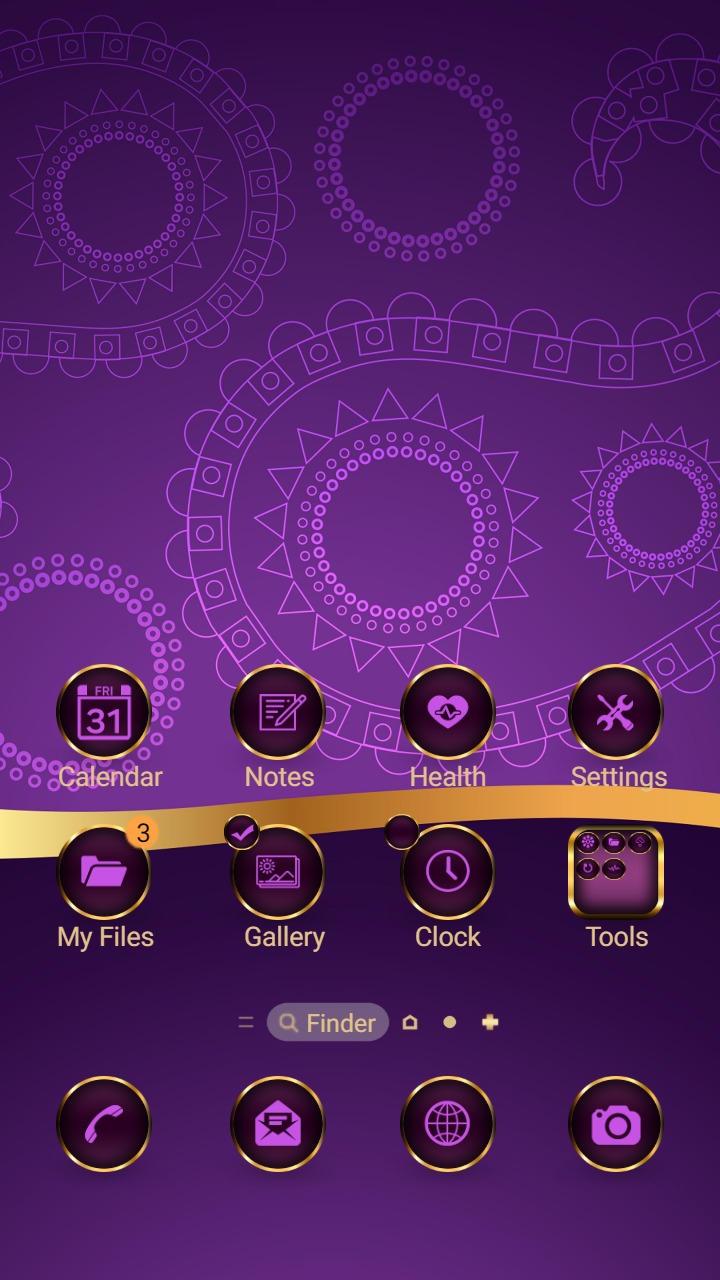 FRI
31
Calendar
Notes
Health
Settings
3
My Files
Gallery
Clock
Tools
Finder